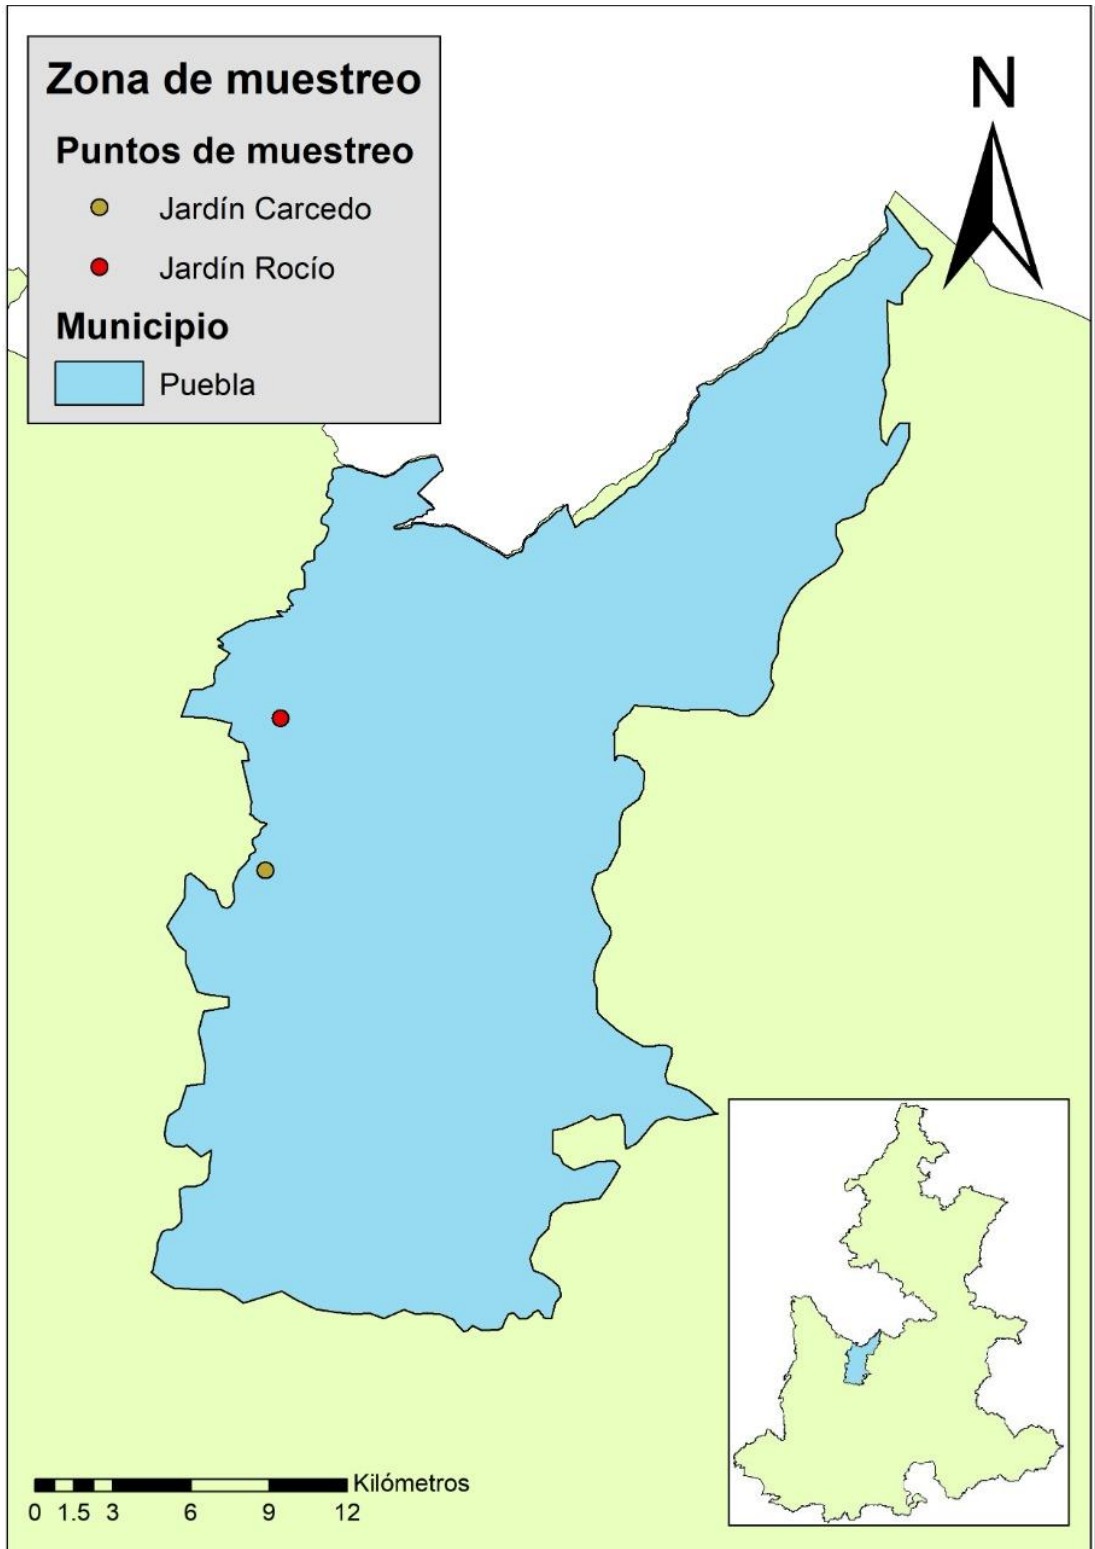 Zona de muestreo
Puntos de muestreo
Jardín Carcedo
Jardín Rocío
Municipio
Puebla
N
Kilómetros
0 1.5 3 6 9 12